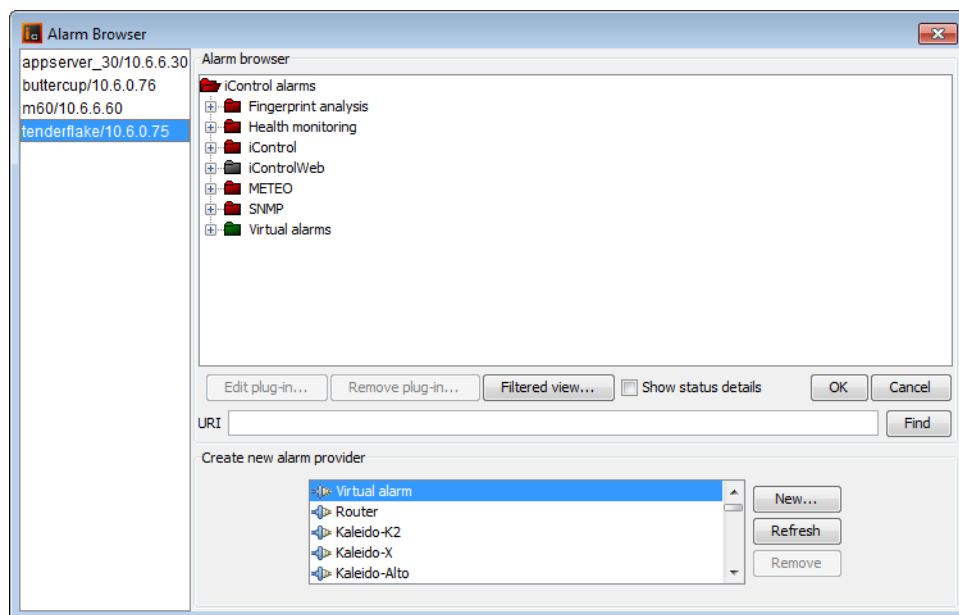 Alarm Browser
appserver_30/10.6.6.30
buttercup/10.6.0.76
m60/10.6.6.60
tenderflake/10.6.0.75
Alarm browser
iControl alarms
Fingerprint analysis
Health monitoring
iControl
iControlWeb
METEO
SNMP
Virtual alarms
Edit plug-in... Remove plug-in... Filtered view... Show status details OK Cancel
URI Find
Create new alarm provider
Virtual alarm
Router
Kaleido-K2
Kaleido-X
Kaleido-Alto
New...
Refresh
Remove